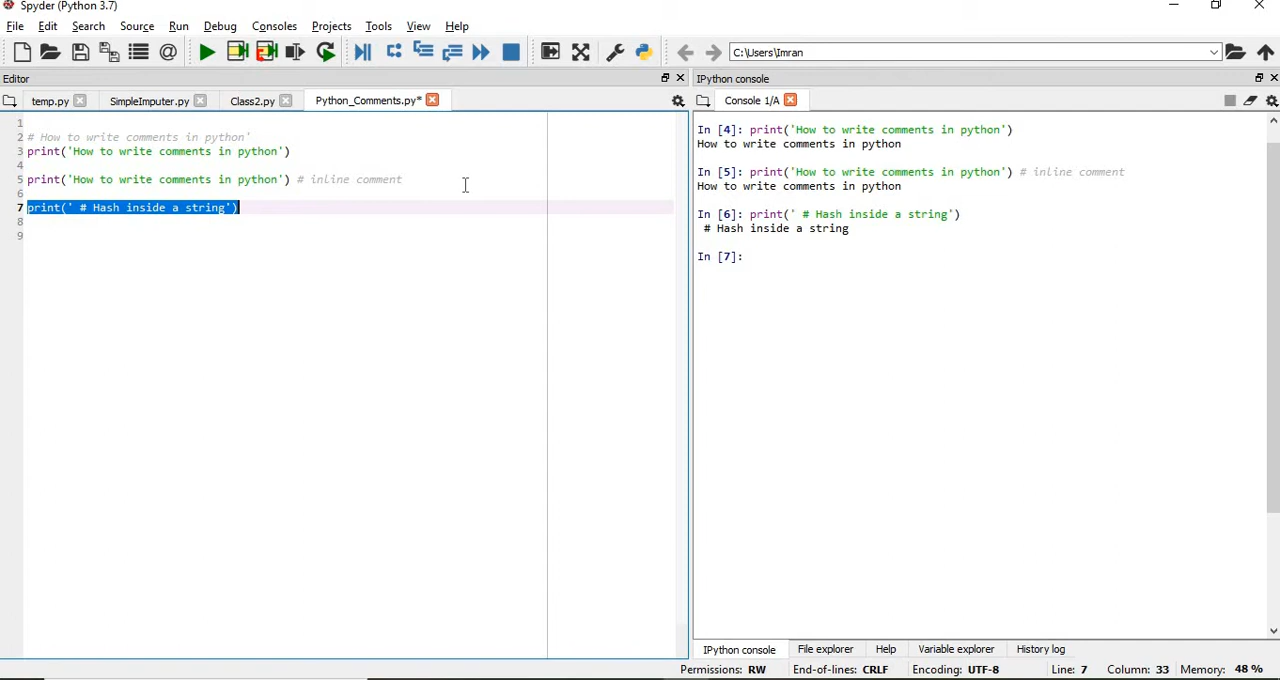 Spyder (Python 3.7)
File Edit Search Source Run Debug Consoles Projects Tools View Help
C:\Users\Imran
Editor
temp.py SimpleImputer.py Class2.py Python_Comments.py*
1
2 # How to write comments in python'
3 print('How to write comments in python')
4
5 print('How to write comments in python') # inline comment
6
7 print(' # Hash inside a string')
8
9
IPython console
Console 1/A
In [4]: print('How to write comments in python')
How to write comments in python
In [5]: print('How to write comments in python') # inline comment
How to write comments in python
In [6]: print(' # Hash inside a string')
# Hash inside a string
In [7]:
IPython console File explorer Help Variable explorer History log
Permissions: RW End-of-lines: CRLF Encoding: UTF-8 Line: 7 Column: 33 Memory: 48 %